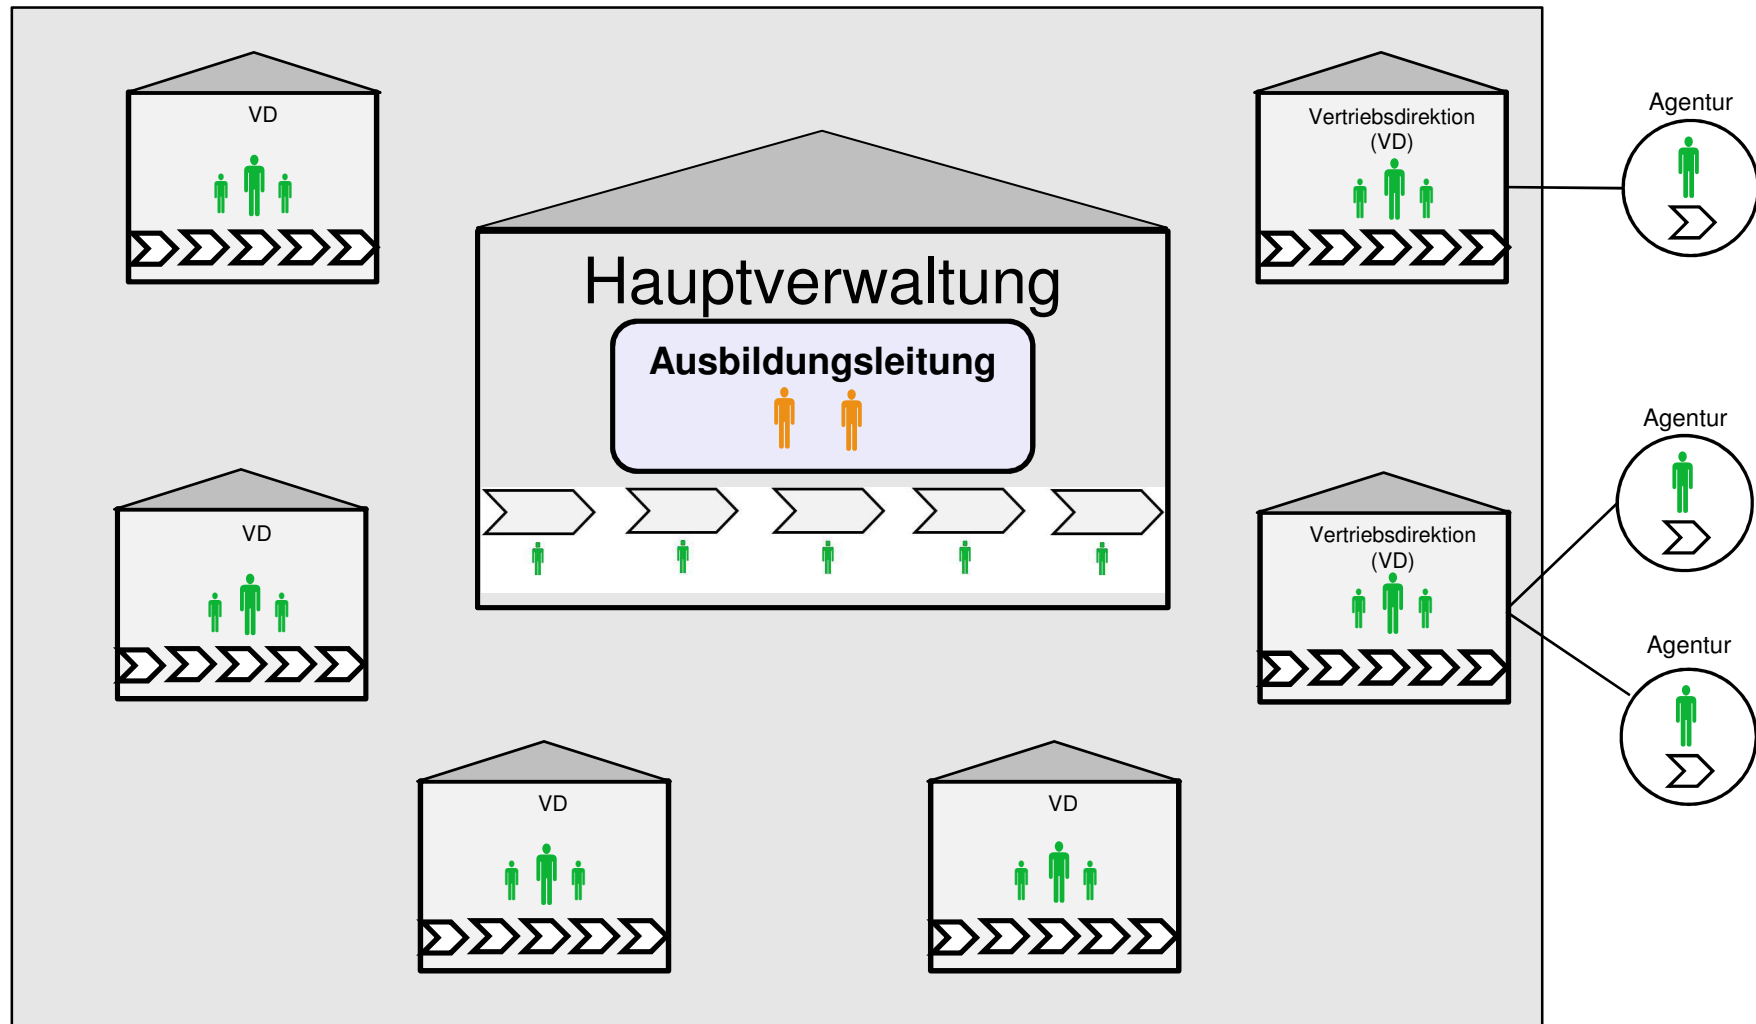 VD
Vertriebsdirektion
(VD)
Agentur
Hauptverwaltung
Ausbildungsleitung
Agentur
VD
Vertriebsdirektion
(VD)
Agentur
VD
VD